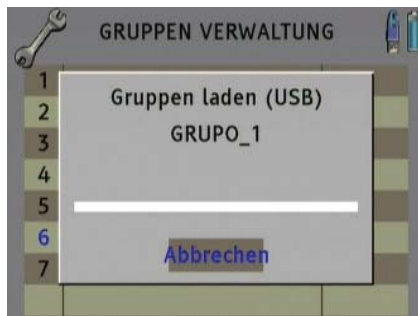 GRUPPEN VERWALTUNG
1
2
3
4
5
6
7
Gruppen laden (USB)
GRUPO_1
Abbrechen